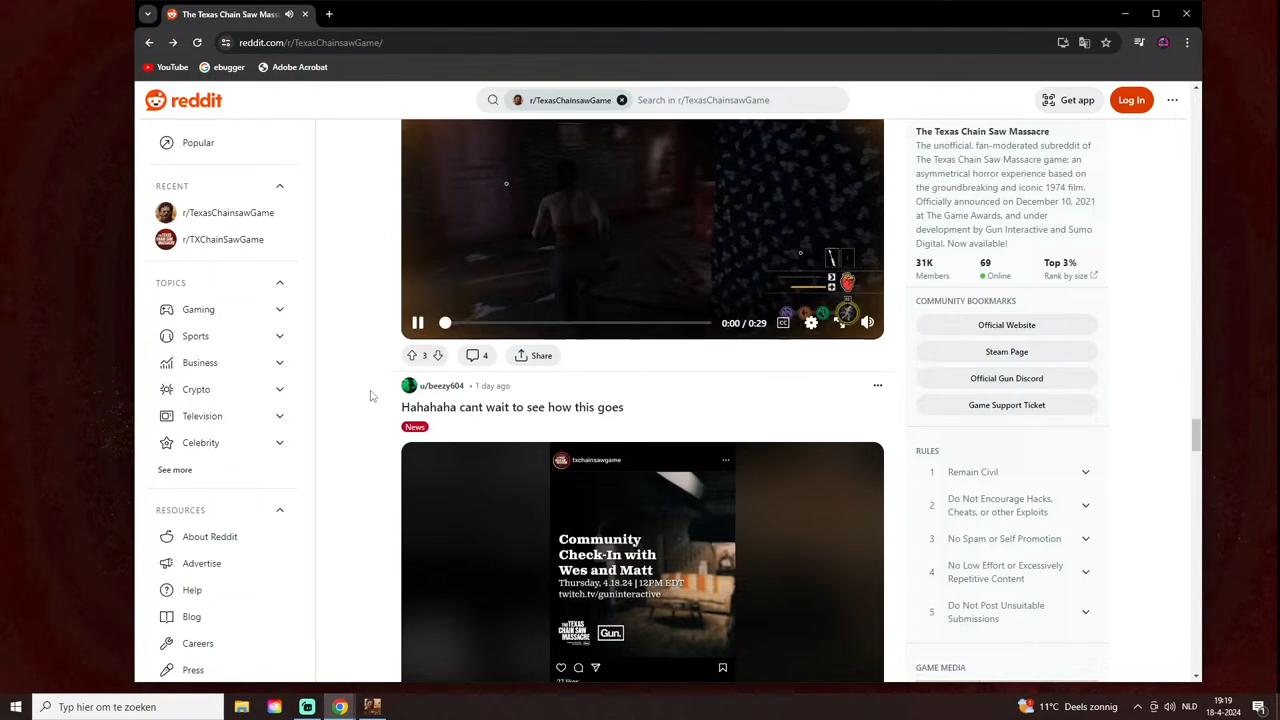 The Texas Chain Saw Mass
reddit.com/r/TexasChainsawGame/
YouTube
ebugger
Adobe Acrobat
reddit
r/TexasChainsawGame
Search in r/TexasChainsawGame
Get app
Log In
Popular
RECENT
r/TexasChainsawGame
r/TXChainSawGame
TOPICS
Gaming
Sports
Business
Crypto
Television
Celebrity
See more
RESOURCES
About Reddit
Advertise
Help
Blog
Careers
Press
0:00 / 0:29
CC
3
4
Share
u/beezy604 • 1 day ago
Hahahaha cant wait to see how this goes
News
txchainsawgame
Community
Check-In with
Wes and Matt
Thursday, 4.18.24 | 12PM EDT
twitch.tv/guninteractive
THE TEXAS CHAIN SAW MASSACRE
Gun.
The Texas Chain Saw Massacre
The unofficial, fan-moderated subreddit of
The Texas Chain Saw Massacre game; an
asymmetrical horror experience based on
the groundbreaking and iconic 1974 film.
Officially announced on December 10, 2021
at The Game Awards, and under
development by Gun Interactive and Sumo
Digital. Now available!
31K
Members
69
Online
Top 3%
Rank by size
COMMUNITY BOOKMARKS
Official Website
Steam Page
Official Gun Discord
Game Support Ticket
RULES
1 Remain Civil
2 Do Not Encourage Hacks,
Cheats, or other Exploits
3 No Spam or Self Promotion
4 No Low Effort or Excessively
Repetitive Content
5 Do Not Post Unsuitable
Submissions
GAME MEDIA
Typ hier om te zoeken
11°C Deels zonnig
NLD
19:19
18-4-2024